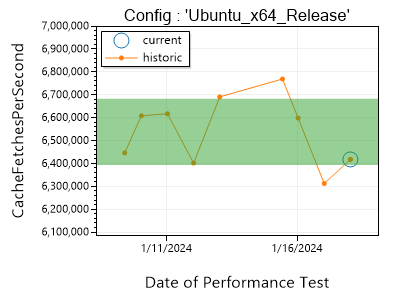 Config : 'Ubuntu_x64_Release'
7,000,000
6,900,000
6,800,000
6,700,000
6,600,000
6,500,000
6,400,000
6,300,000
6,200,000
6,100,000
CacheFetchesPerSecond
current
historic
1/11/2024
1/16/2024
Date of Performance Test